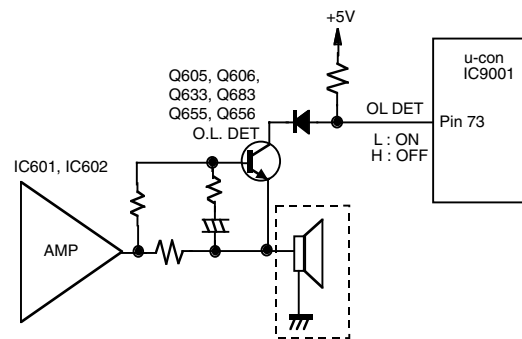 +5V
u-con
IC9001
Q605, Q606,
Q633, Q683
Q655, Q656
O.L. DET
OL DET
Pin 73
L : ON
H : OFF
IC601, IC602
AMP